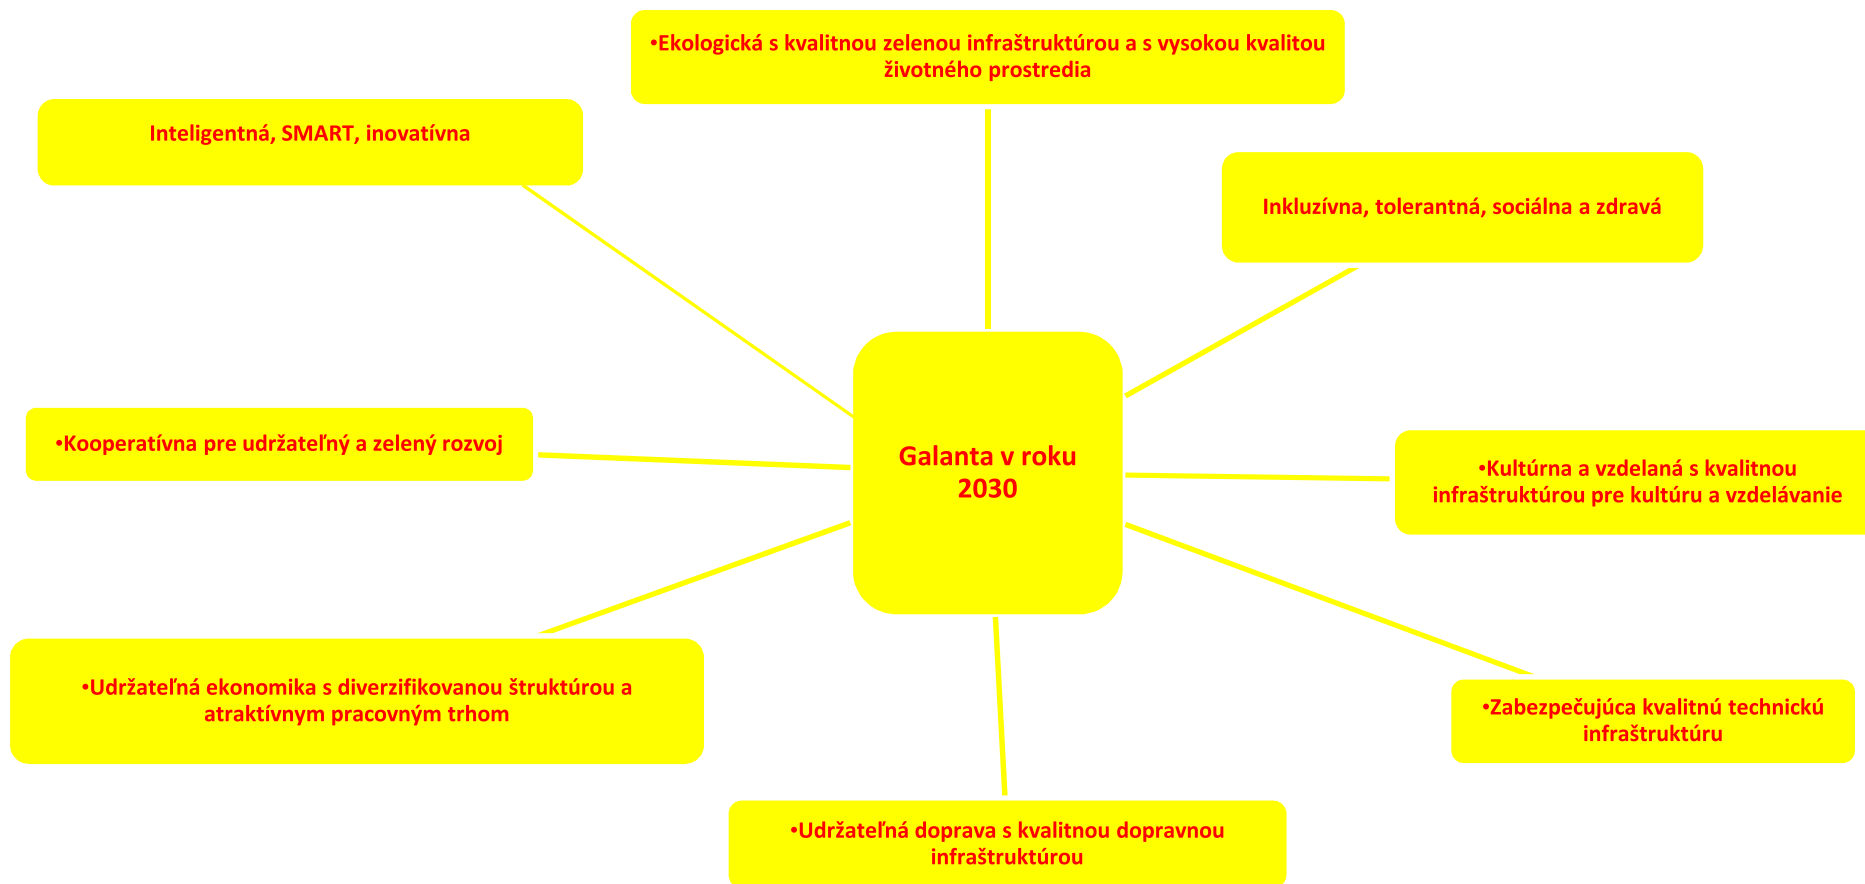 •Ekologická s kvalitnou zelenou infraštruktúrou a s vysokou kvalitou
životného prostredia
Inteligentná, SMART, inovatívna
Inkluzívna, tolerantná, sociálna a zdravá
•Kooperatívna pre udržateľný a zelený rozvoj
Galanta v roku
2030
•Kultúrna a vzdelaná s kvalitnou
infraštruktúrou pre kultúru a vzdelávanie
•Udržateľná ekonomika s diverzifikovanou štruktúrou a
atraktívnym pracovným trhom
•Zabezpečujúca kvalitnú technickú
infraštruktúru
•Udržateľná doprava s kvalitnou dopravnou
infraštruktúrou